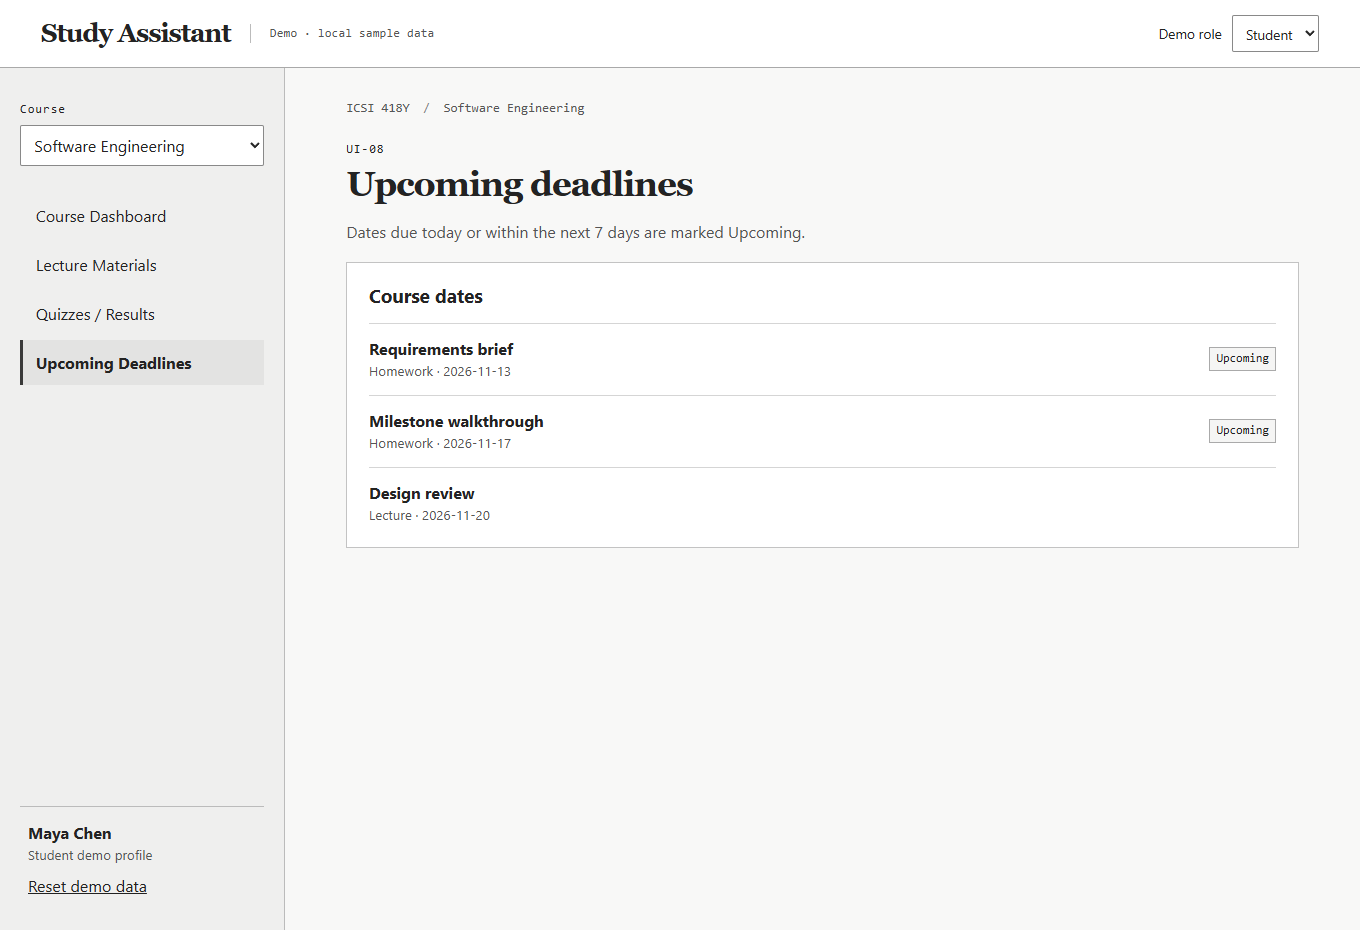 Study Assistant
Demo · local sample data
Demo role
Student
Course
Software Engineering
Course Dashboard
Lecture Materials
Quizzes / Results
Upcoming Deadlines
Maya Chen
Student demo profile
Reset demo data
ICSI 418Y / Software Engineering
UI-08
Upcoming deadlines
Dates due today or within the next 7 days are marked Upcoming.
Course dates
Requirements brief
Homework · 2026-11-13
Upcoming
Milestone walkthrough
Homework · 2026-11-17
Upcoming
Design review
Lecture · 2026-11-20